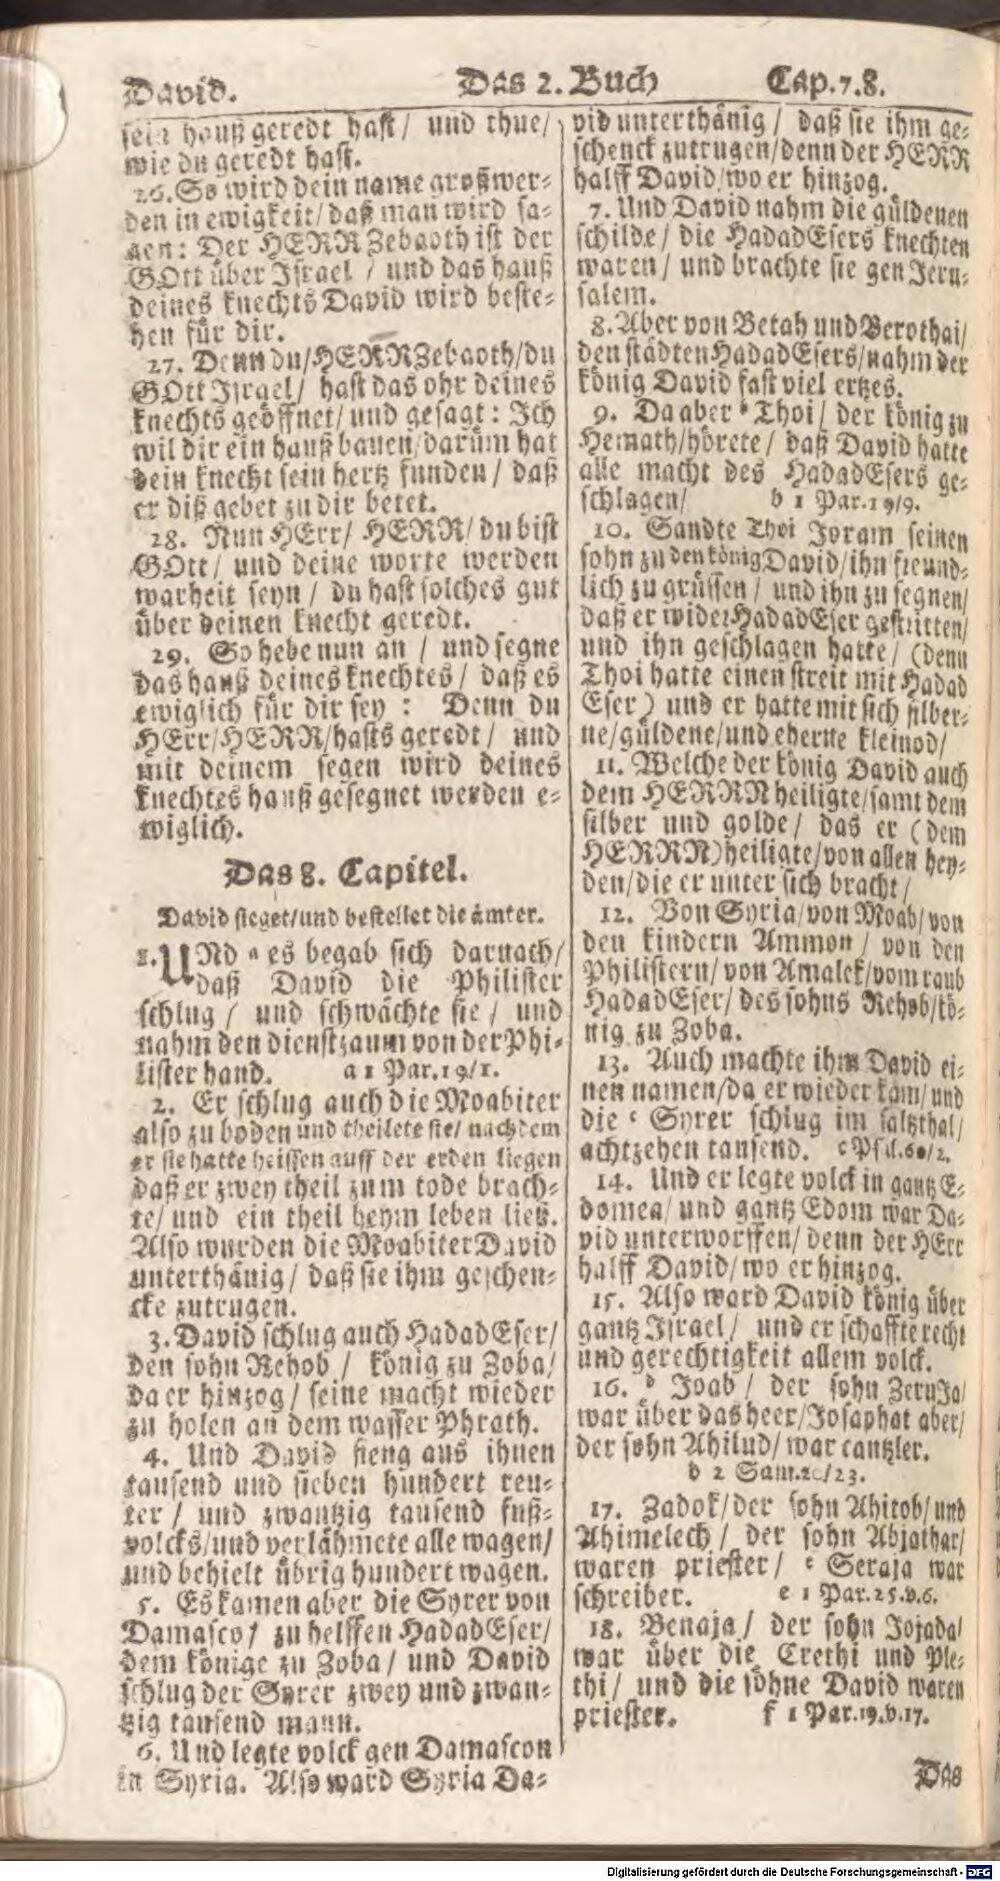 David.
Das 2. Buch
Cap. 7. 8.
sein hauß geredt hast/ und thue/
wie du geredt hast.
26. So wird dein name groß wer⸗
den in ewigkeit/ daß man wird sa⸗
gen: Der HERR Zebaoth ist der
GOtt über Israel / und das hauß
deines knechts David wird beste⸗
hen für dir.
27. Denn du/ HERR Zebaoth/ du
GOtt Israel/ hast das ohr deines
knechts geöffnet/ und gesagt: Ich
wil dir ein hauß bauen/ darüm hat
dein knecht sein hertz funden/ daß
er diß gebet zu dir betet.
28. Nun HErr/ HERR/ du bist
GOtt/ und deine worte werden
warheit seyn / du hast solches gut
über deinen knecht geredt.
29. So hebe nun an / und segne
das hauß deines knechtes/ daß es
ewiglich für dir sey : Denn du
HErr/ HERR/ hasts geredt/ und
mit deinem segen wird deines
knechtes hauß gesegnet werden e⸗
wiglich.
Das 8. Capitel.
David sieget/ und bestellet die ämter.
1. UNd a es begab sich darnach/
daß David die Philister
schlug / und schwächte sie / und
nahm den dienstzaum von der Phi⸗
lister hand. a 1 Par. 19/1.
2. Er schlug auch die Moabiter
also zu boden und theilete sie/ nachdem
er sie hatte heissen auff der erden liegen
daß er zwey theil zum tode brach⸗
te/ und ein theil beym leben ließ.
Also wurden die Moabiter David
unterthänig/ daß sie ihm geschen⸗
cke zutrugen.
3. David schlug auch HadadEser/
den sohn Rehob / könig zu Zoba/
da er hinzog/ seine macht wieder
zu holen an dem wasser Phrath.
4. Und David fieng aus ihnen
tausend und sieben hundert reu⸗
ter / und zwantzig tausend fuß⸗
volcks/ und verlähmete alle wagen/
und behielt übrig hundert wagen.
5. Es kamen aber die Syrer von
Damasco/ zu helffen HadadEser/
dem könige zu Zoba/ und David
schlug der Syrer zwey und zwan⸗
tzig tausend mann.
6. Und legte volck gen Damascon
in Syria. Also ward Syria Da⸗
vid unterthänig / daß sie ihm ge⸗
schenck zutrugen/ denn der HERR
halff David/ wo er hinzog.
7. Und David nahm die güldenen
schilde / die HadadEsers knechten
waren/ und brachte sie gen Jeru⸗
salem.
8. Aber von Betah und Berothai/
den städten HadadEsers/ nahm der
könig David fast viel ertzes.
9. Da aber b Thoi/ der könig zu
Hemath/ hörete/ daß David hatte
alle macht des HadadEsers ge⸗
schlagen/ b 1 Par. 19/9.
10. Sandte Thoi Joram seinen
sohn zu den könig David/ ihn freund⸗
lich zu grüssen / und ihn zu segnen/
daß er wider HadadEser gestritten/
und ihn geschlagen hatte/ (denn
Thoi hatte einen streit mit Hadad
Eser) und er hatte mit sich silber⸗
ne/ güldene/ und eherne kleinod/
11. Welche der könig David auch
dem HERRN heiligte/ samt dem
silber und golde/ das er (dem
HERRN) heiligte/ von allen hey⸗
den/ die er unter sich bracht/
12. Von Syria/ von Moab/ von
den kindern Ammon / von den
Philistern/ von Amalek/ vom raub
HadadEser/ des sohns Rehob/ kö⸗
nig zu Zoba.
13. Auch machte ihm David ei⸗
nen namen/ da er wieder kam/ und
die c Syrer schlug im saltzthal/
achtzehen tausend. c Psal. 60/2.
14. Und er legte volck in gantz E⸗
domea/ und gantz Edom war Da⸗
vid unterworffen/ denn der HErr
halff David/ wo er hinzog.
15. Also ward David könig über
gantz Israel/ und er schaffte recht
und gerechtigkeit allem volck.
16. d Joab / der sohn ZeruJa/
war über das heer/ Josaphat aber/
der sohn Ahilud/ war cantzler.
d 2 Sam. 20/23.
17. Zadok/ der sohn Ahitob/ und
Ahimelech/ der sohn Abjathar/
waren priester/ e Seraja war
schreiber. e 1 Par. 25. v. 6.
18. Benaja/ der sohn Jojada/
war über die Crethi und Ple⸗
thi/ und die söhne David waren
priester. f 1 Par. 19. v. 17.
Das
Digitalisierung gefördert durch die Deutsche Forschungsgemeinschaft - DFG